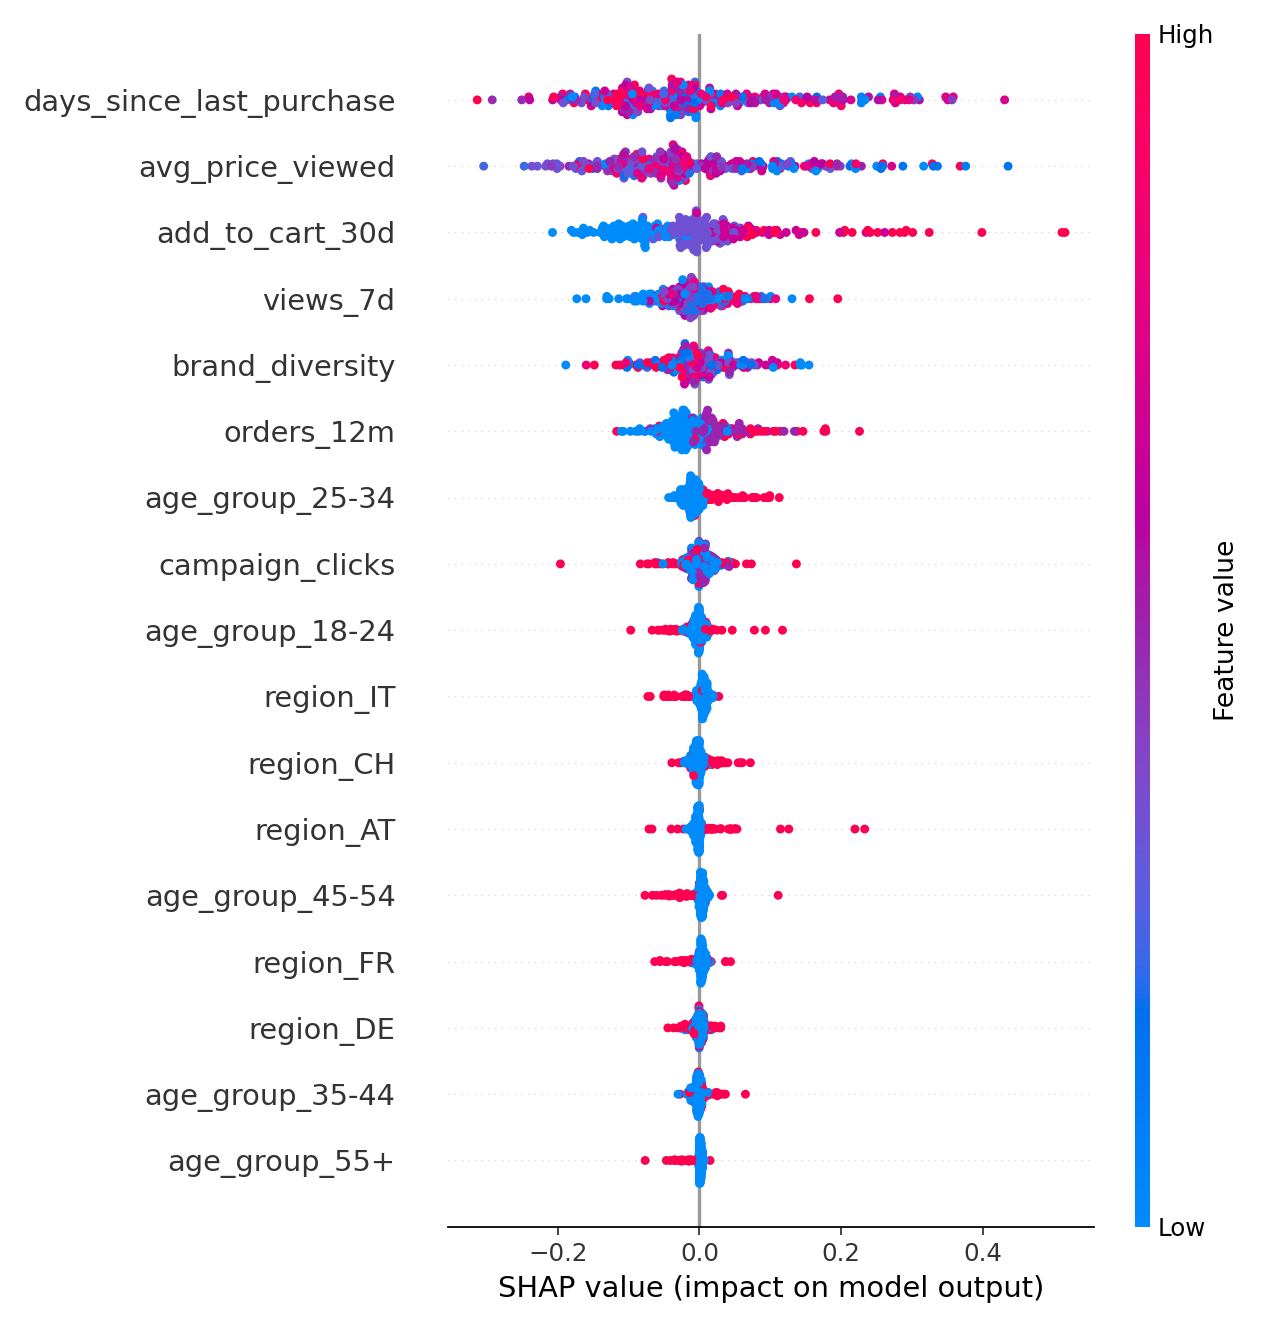 High
days_since_last_purchase
avg_price_viewed
add_to_cart_30d
views_7d
brand_diversity
orders_12m
age_group_25-34
campaign_clicks
age_group_18-24
region_IT
region_CH
region_AT
age_group_45-54
region_FR
region_DE
age_group_35-44
age_group_55+
Feature value
Low
−0.2 0.0 0.2 0.4
SHAP value (impact on model output)